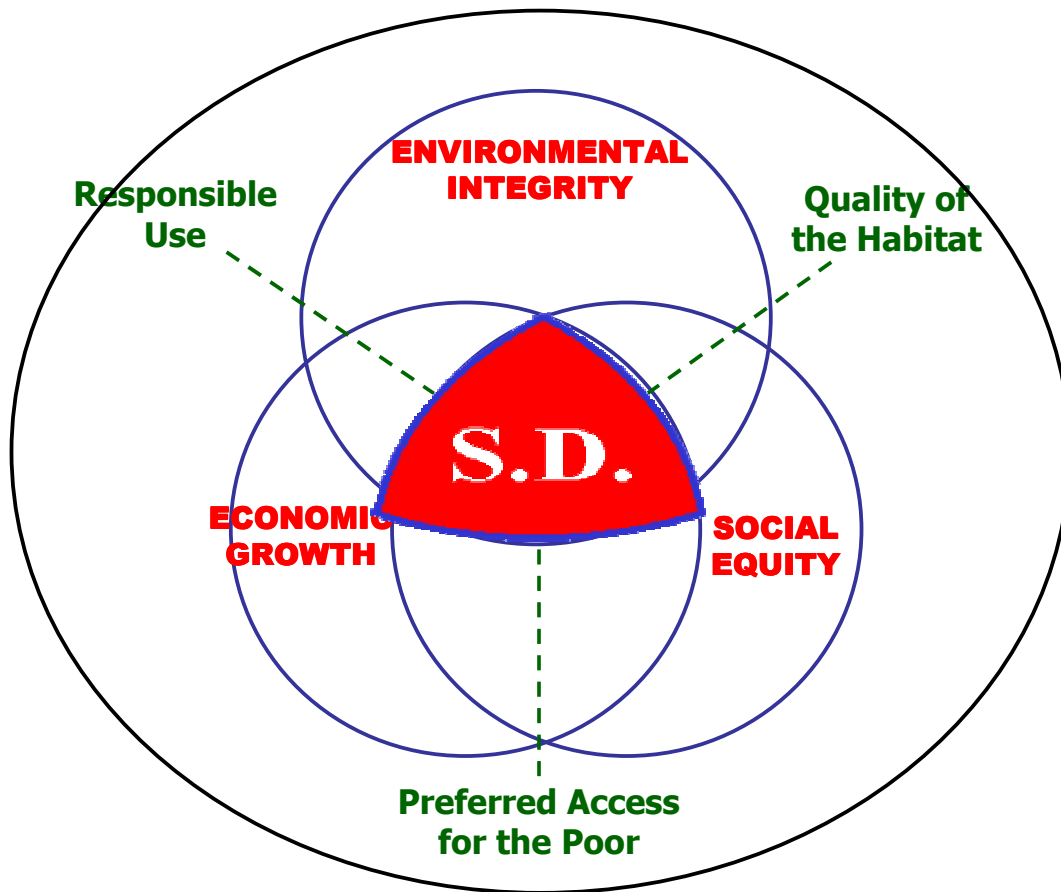 ENVIRONMENTAL
INTEGRITY
Responsible
Use
Quality of
the Habitat
S.D.
ECONOMIC
GROWTH
SOCIAL
EQUITY
Preferred Access
for the Poor